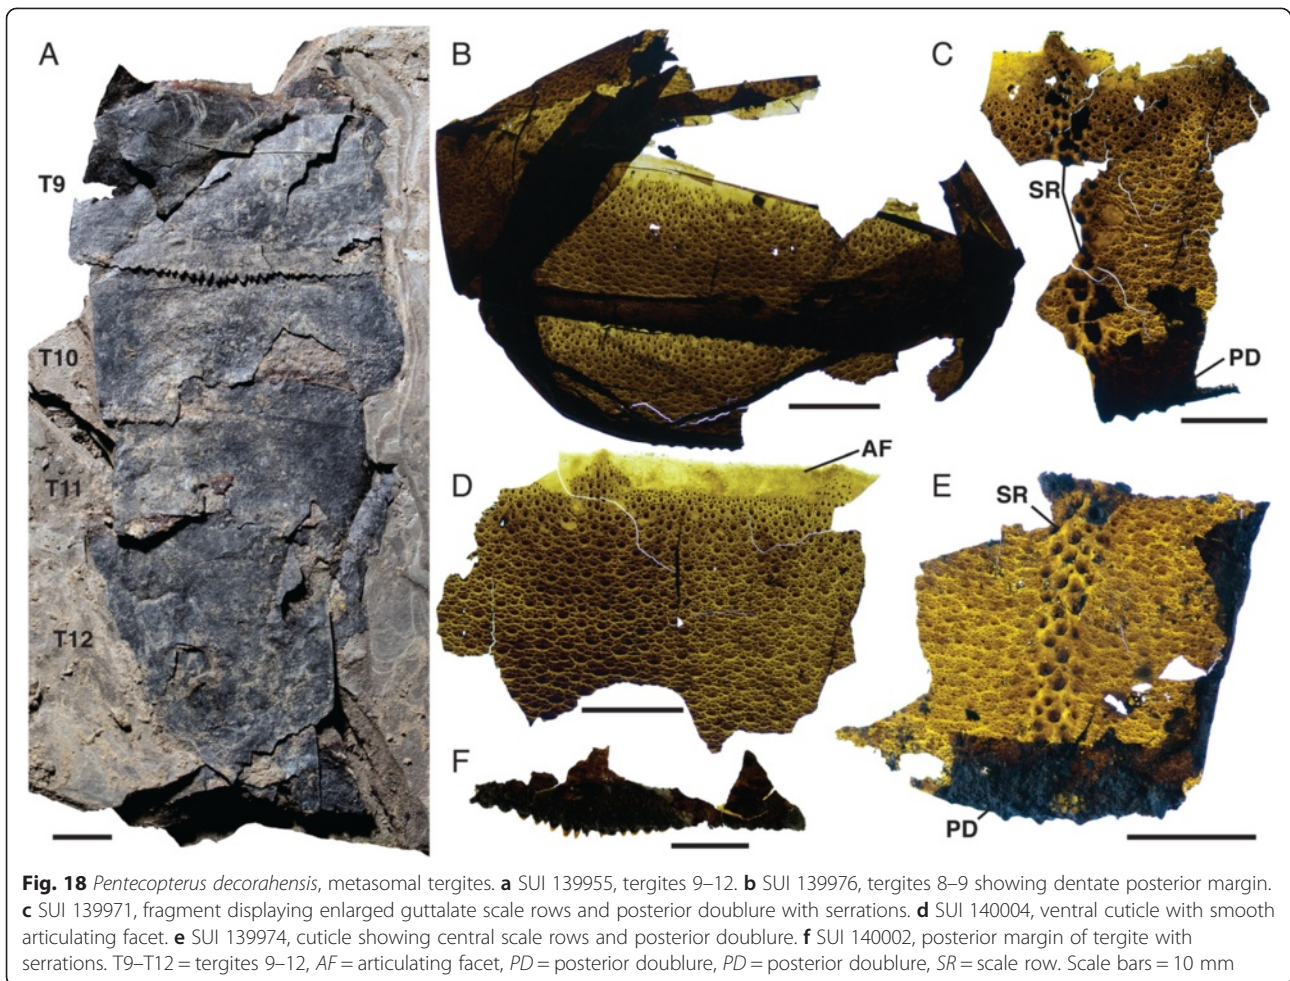 A
B
C
T9
SR
T10
PD
AF
D
T11
SR
E
T12
F
PD
Fig. 18 Pentecopterus decorahensis, metasomal tergites. a SUI 139955, tergites 9–12. b SUI 139976, tergites 8–9 showing dentate posterior margin.
c SUI 139971, fragment displaying enlarged guttalate scale rows and posterior doublure with serrations. d SUI 140004, ventral cuticle with smooth
articulating facet. e SUI 139974, cuticle showing central scale rows and posterior doublure. f SUI 140002, posterior margin of tergite with
serrations. T9–T12 = tergites 9–12, AF = articulating facet, PD = posterior doublure, PD = posterior doublure, SR = scale row. Scale bars = 10 mm